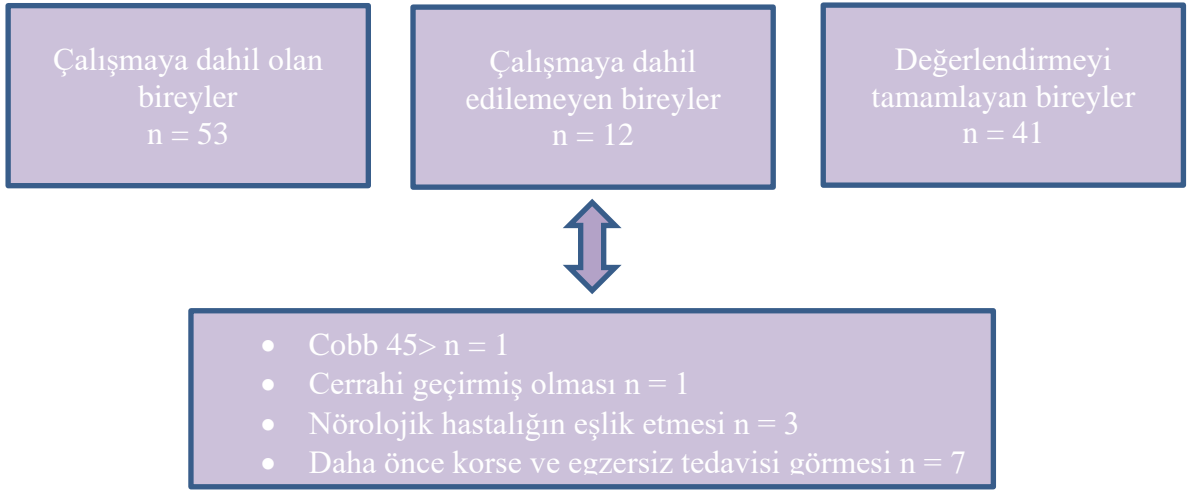 Çalışmaya dahil olan
bireyler
n = 53
Çalışmaya dahil
edilemeyen bireyler
n = 12
Değerlendirmeyi
tamamlayan bireyler
n = 41
• Cobb 45> n = 1
• Cerrahi geçirmiş olması n = 1
• Nörolojik hastalığın eşlik etmesi n = 3
• Daha önce korse ve egzersiz tedavisi görmesi n = 7